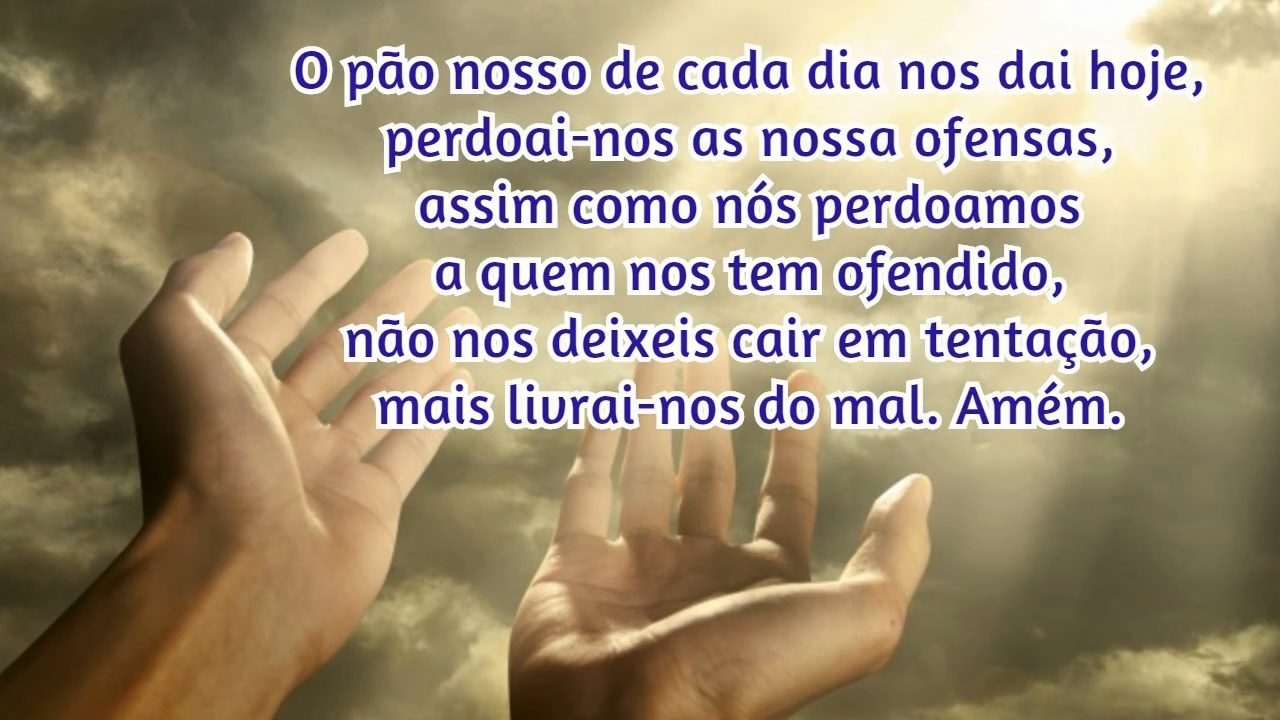 O pão nosso de cada dia nos dai hoje,
perdoai-nos as nossa ofensas,
assim como nós perdoamos
a quem nos tem ofendido,
não nos deixeis cair em tentação,
mais livrai-nos do mal. Amém.